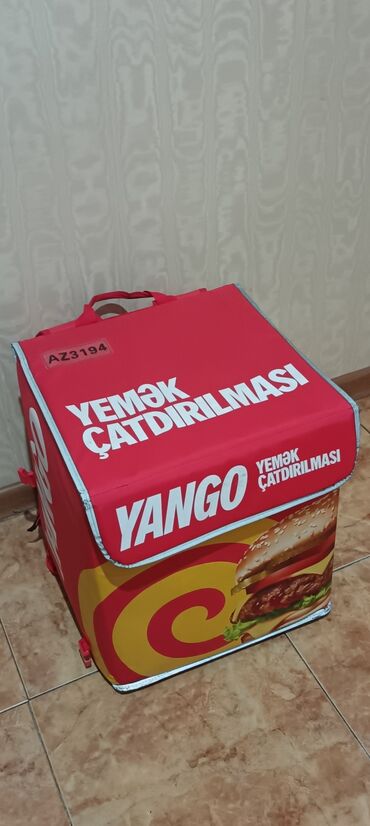 AZ3194
YEMƏK
ÇATDIRILMASI
YANGO
YEMƏK
ÇATDIRILMASI